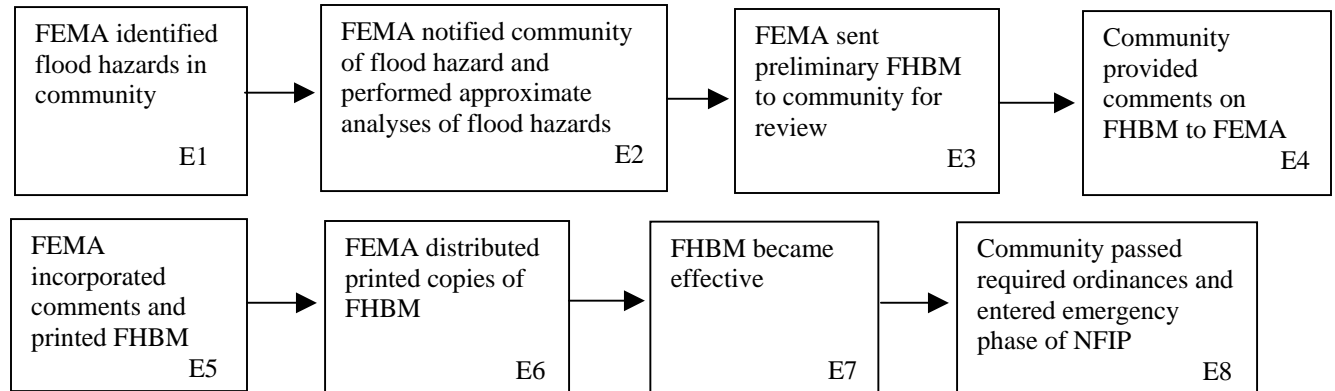 FEMA identified
flood hazards in
community
E1
FEMA notified community
of flood hazard and
performed approximate
analyses of flood hazards
E2
FEMA sent
preliminary FHBM
to community for
review
E3
Community
provided
comments on
FHBM to FEMA
E4
FEMA
incorporated
comments and
printed FHBM
E5
FEMA distributed
printed copies of
FHBM
E6
FHBM became
effective
E7
Community passed
required ordinances and
entered emergency
phase of NFIP
E8